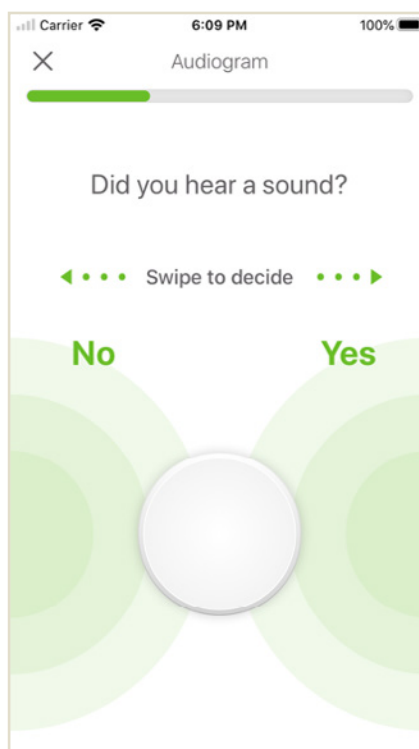 Carrier 6:09 PM 100%
Audiogram
Did you hear a sound?
Swipe to decide
No Yes